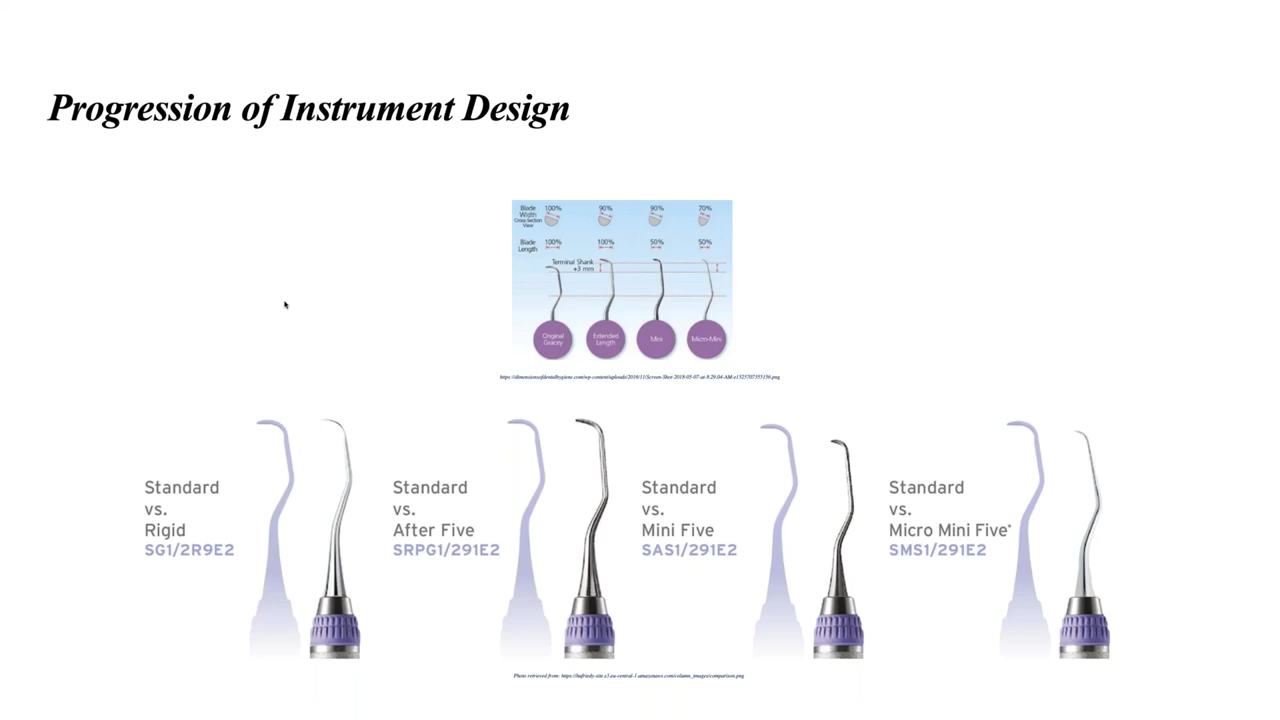 Progression of Instrument Design
Blade Width Cross Section View 100% 90% 90% 70%
Blade Length 100% 100% 50% 50%
Terminal Shank +3 mm
Original Gracey
Extended Length
Mini
Micro-Mini
Standard
vs.
Rigid
SG1/2R9E2
Standard
vs.
After Five
SRPG1/291E2
Standard
vs.
Mini Five
SAS1/291E2
Standard
vs.
Micro Mini Five*
SMS1/291E2